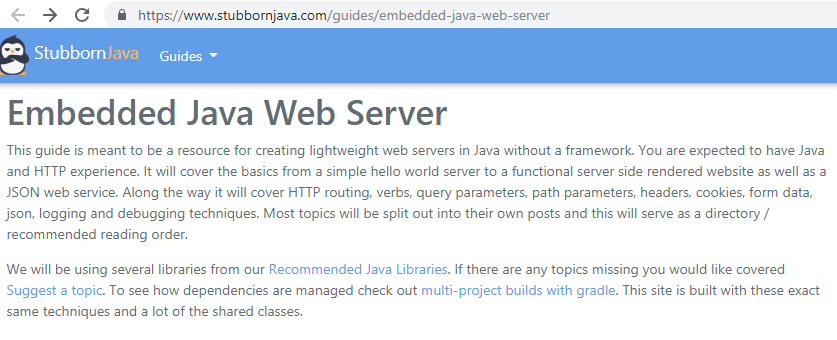 https://www.stubbornjava.com/guides/embedded-java-web-server
StubbornJava Guides
Embedded Java Web Server
This guide is meant to be a resource for creating lightweight web servers in Java without a framework. You are expected to have Java
and HTTP experience. It will cover the basics from a simple hello world server to a functional server side rendered website as well as a
JSON web service. Along the way it will cover HTTP routing, verbs, query parameters, path parameters, headers, cookies, form data,
json, logging and debugging techniques. Most topics will be split out into their own posts and this will serve as a directory /
recommended reading order.
We will be using several libraries from our Recommended Java Libraries. If there are any topics missing you would like covered
Suggest a topic. To see how dependencies are managed check out multi-project builds with gradle. This site is built with these exact
same techniques and a lot of the shared classes.